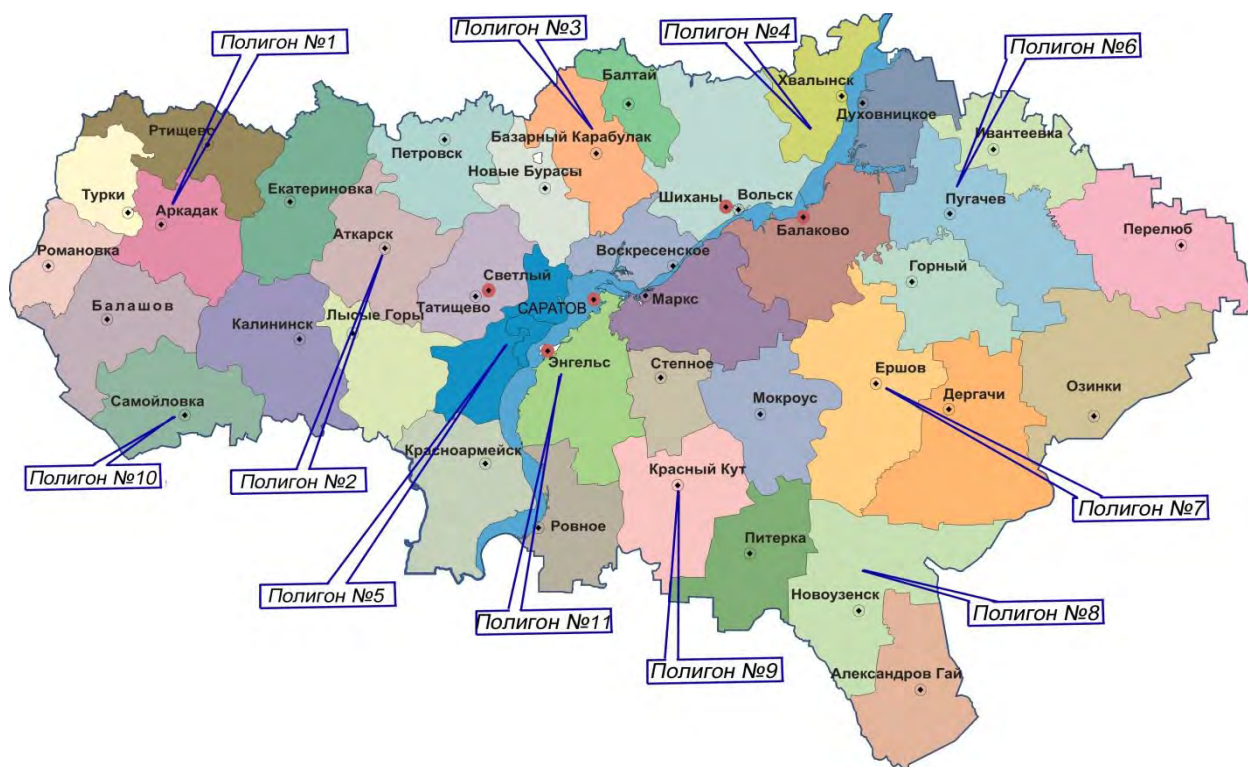 Полигон №1
Полигон №3
Полигон №4
Полигон №6
Хвалынск
Балтай
Духовницкое
Ртищево
Базарный Карабулак
Ивантеевка
Петровск
Новые Бурасы
Екатериновка
Шиханы
Вольск
Турки
Аркадак
Пугачев
Балаково
Перелюб
Аткарск
Романовка
Воскресенское
Горный
Светлый
Татищево
САРАТОВ
Маркс
Балашов
Лысые Горы
Калининск
Энгельс
Степное
Ершов
Озинки
Самойловка
Мокроус
Дергачи
Красноармейск
Полигон №10
Полигон №2
Красный Кут
Полигон №7
Ровное
Питерка
Полигон №5
Полигон №11
Новоузенск
Полигон №8
Полигон №9
Александров Гай